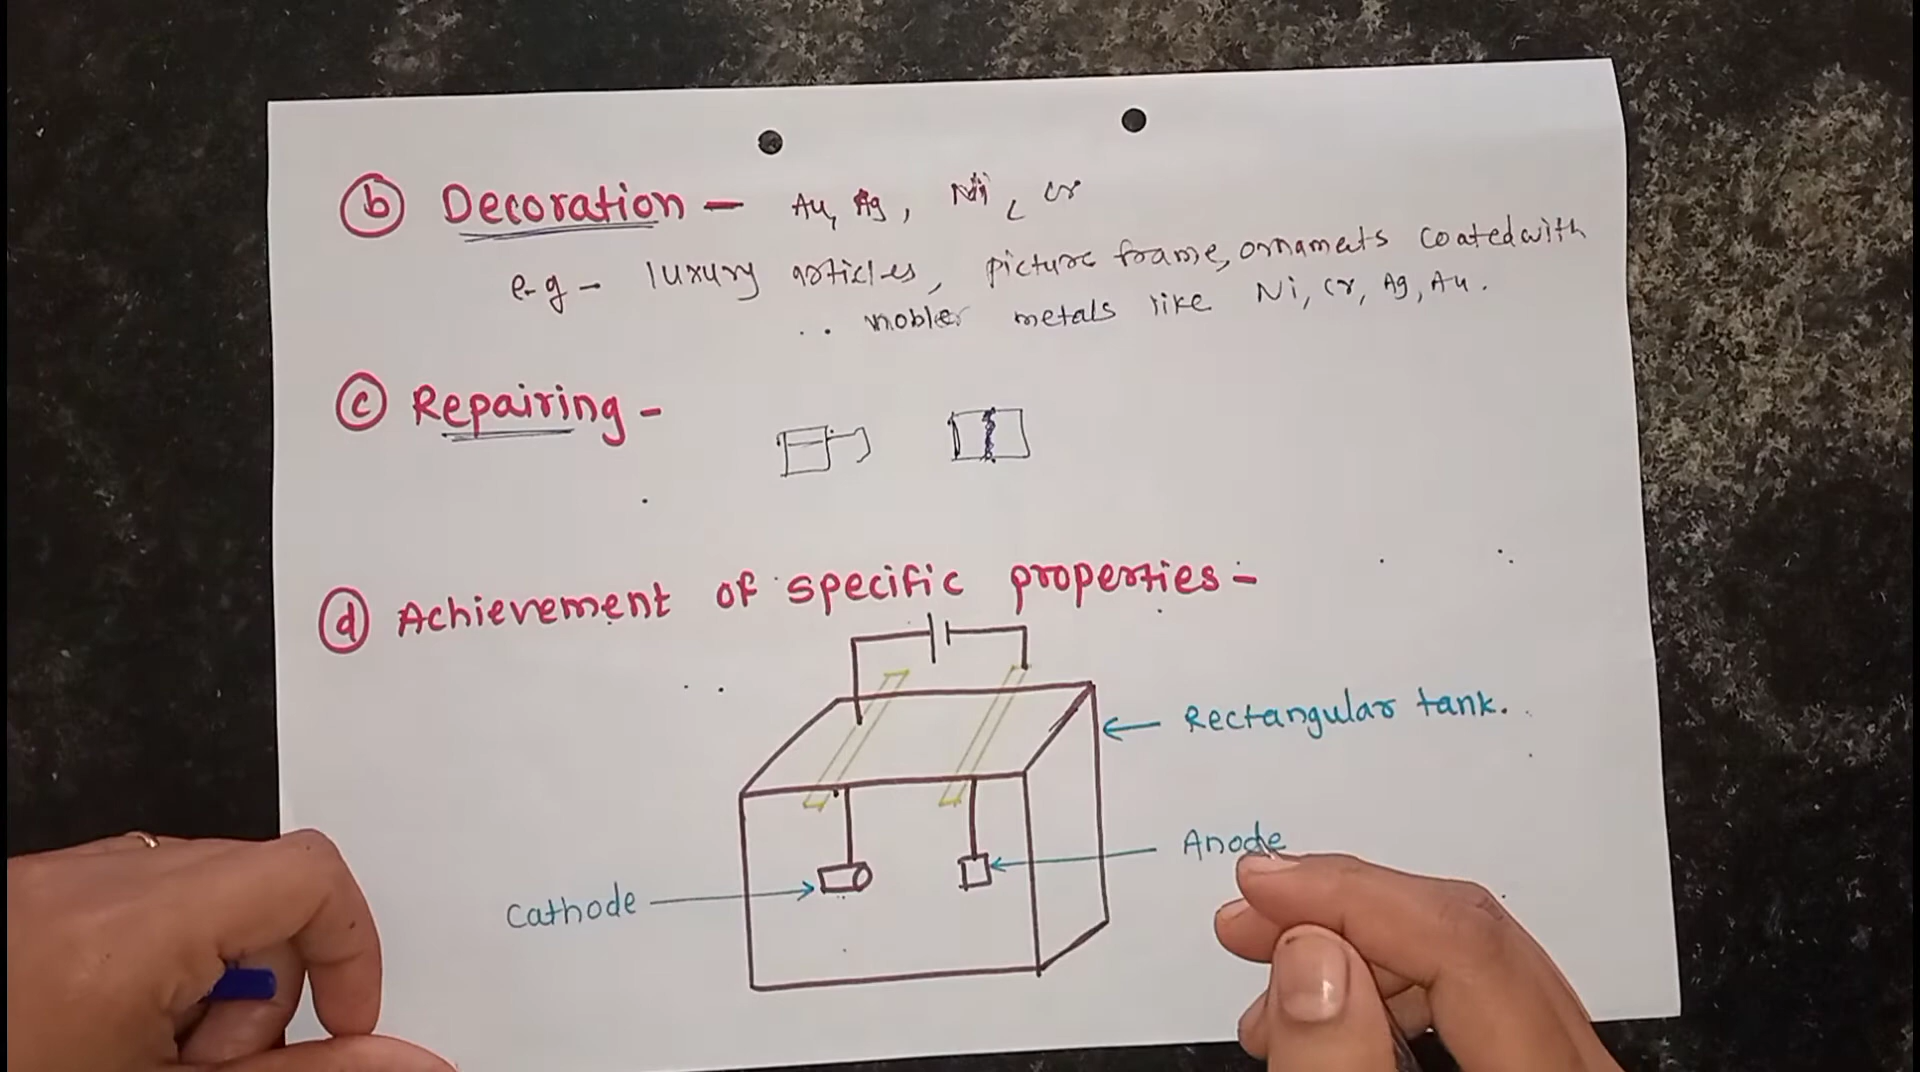 b Decoration - Au, Ag, Ni, Cr
e-g - luxury articles, picture frame, ornamats coated with
.. nobler metals like Ni, Cr, Ag, Au.
c Repairing -
d Achievement of specific properties -
Rectangular tank.
Anode
Cathode